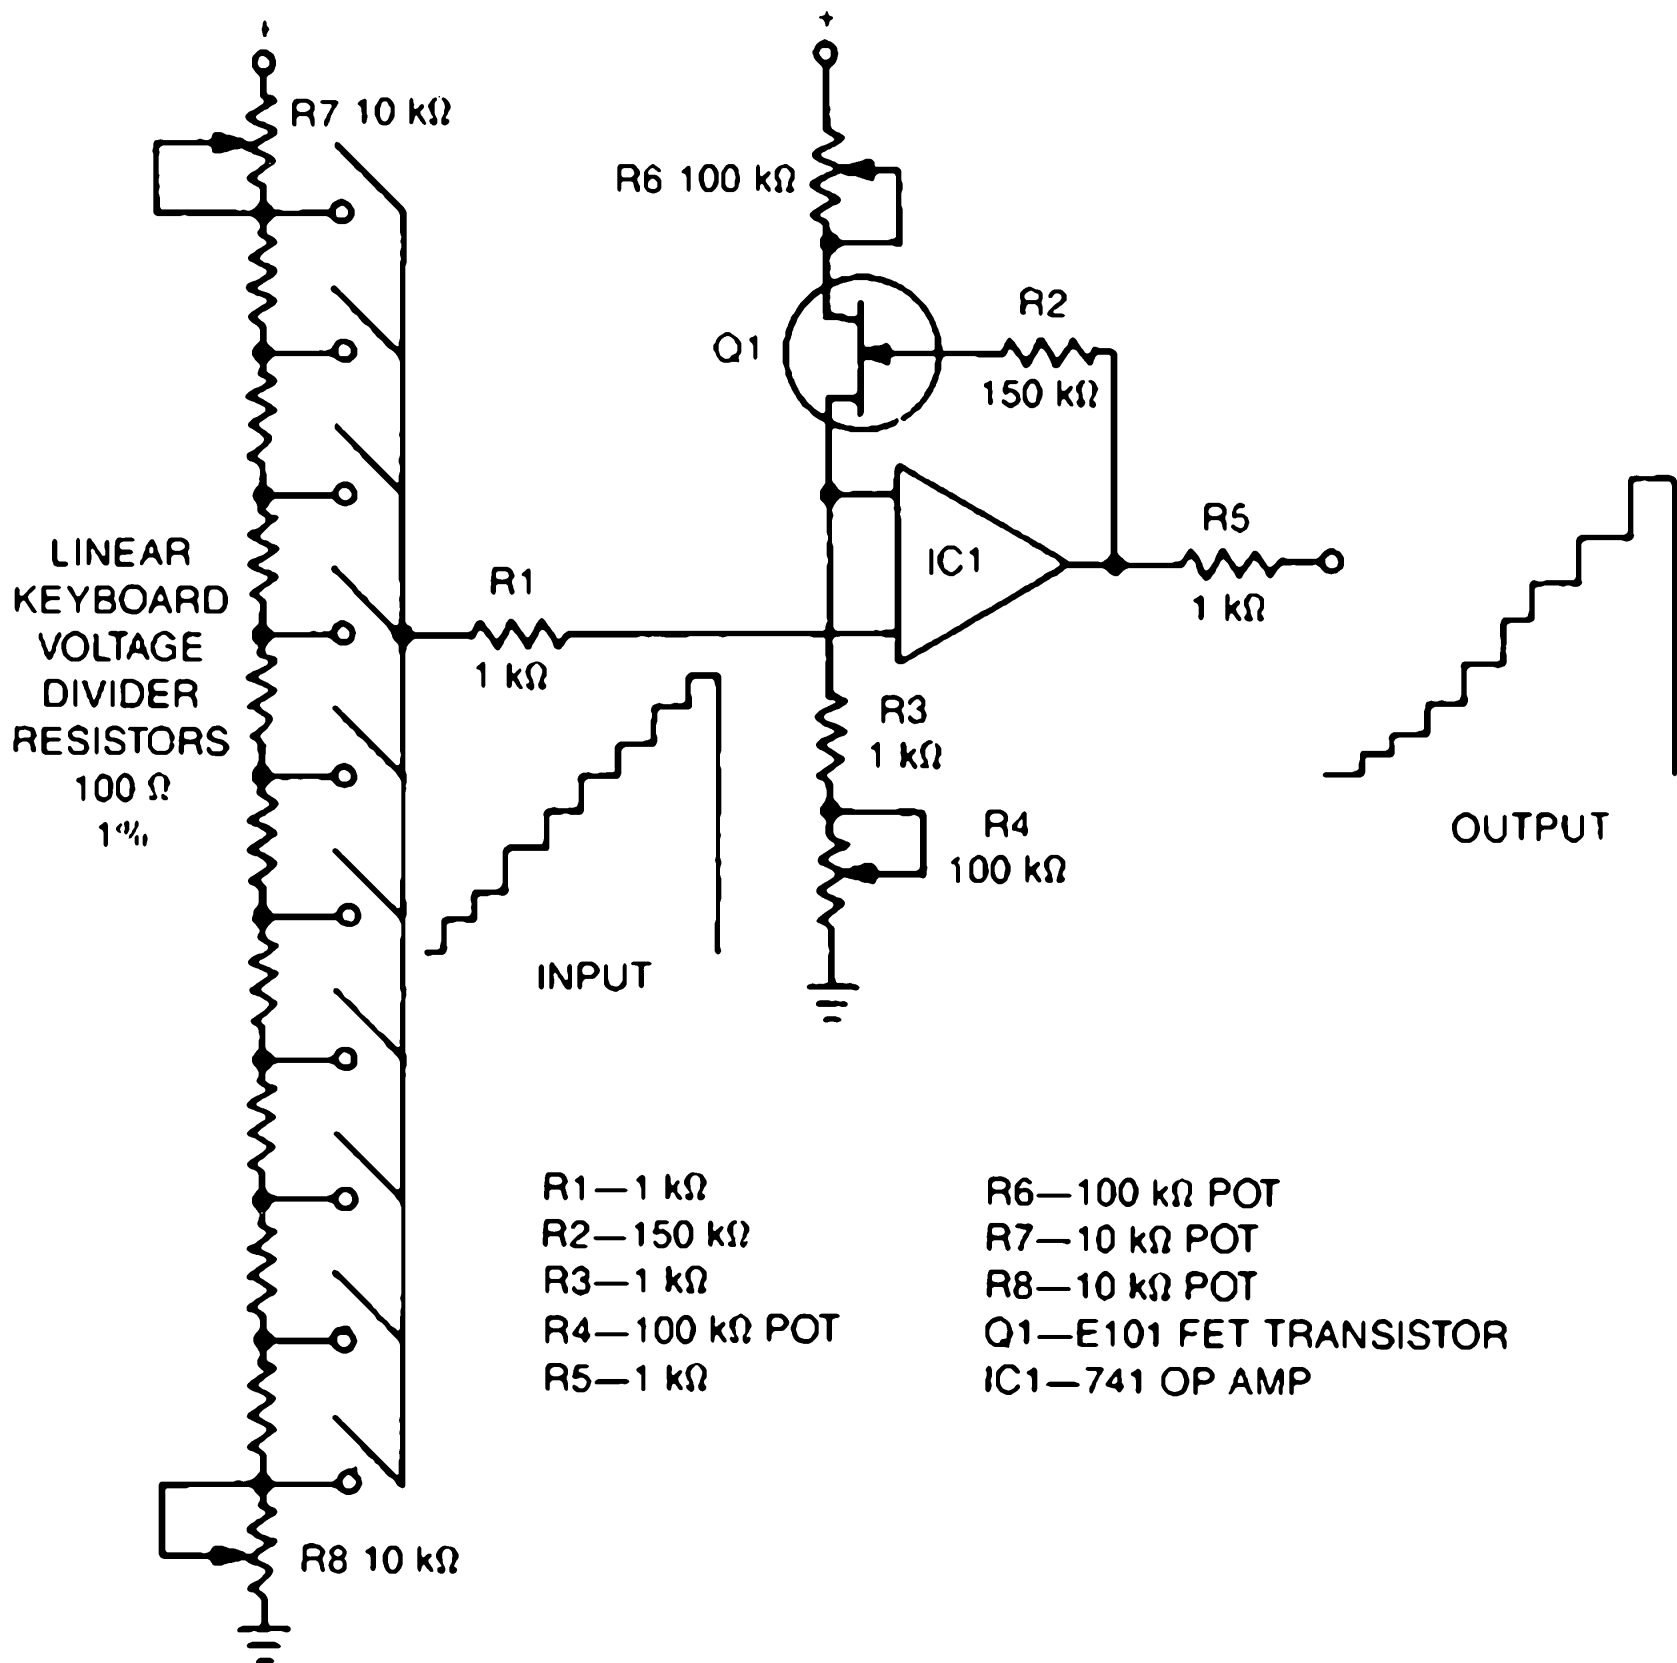 +
+
R7 10 kΩ
R6 100 kΩ
R2
Q1
150 kΩ
LINEAR
KEYBOARD
VOLTAGE
DIVIDER
RESISTORS
100 Ω
1%
R1
1 kΩ
IC1
R5
1 kΩ
R3
1 kΩ
R4
100 kΩ
INPUT
OUTPUT
R8 10 kΩ
R1—1 kΩ
R2—150 kΩ
R3—1 kΩ
R4—100 kΩ POT
R5—1 kΩ
R6—100 kΩ POT
R7—10 kΩ POT
R8—10 kΩ POT
Q1—E101 FET TRANSISTOR
IC1—741 OP AMP